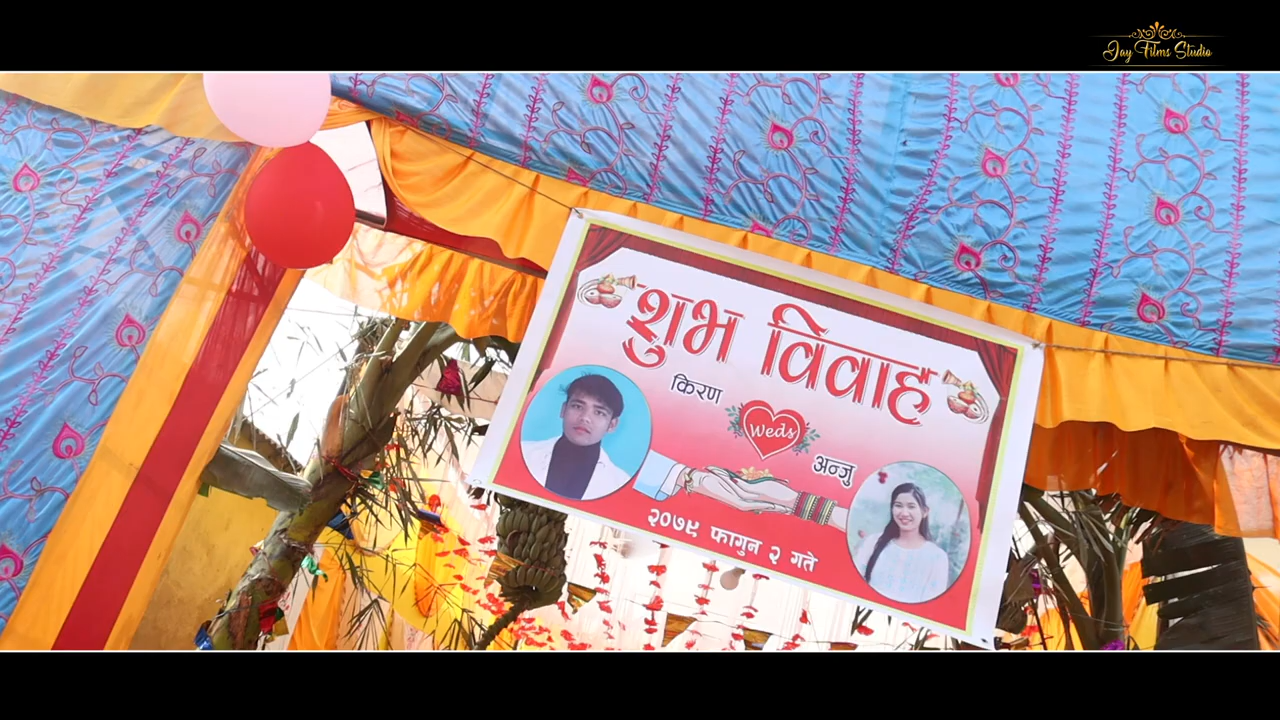 Jay Films Studio
शुभ विवाह
किरण
Weds
अन्जु
२०७९ फागुन २ गते